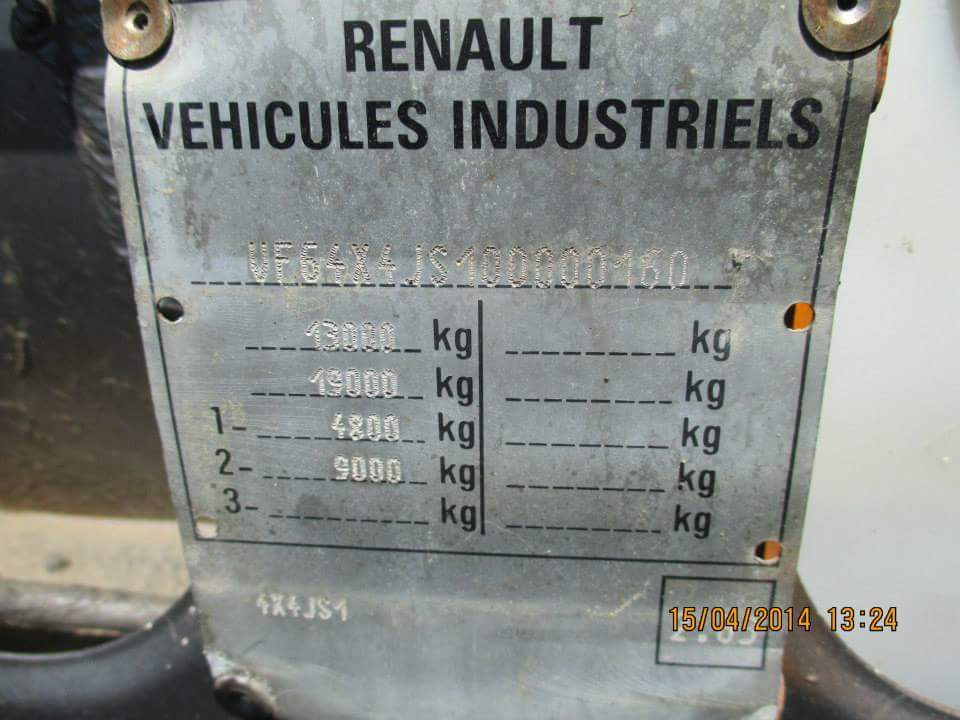 RENAULT
VEHICULES INDUSTRIELS
VE64X4JS100000160
13000 kg kg
19000 kg kg
1- 4800 kg kg
2- 9000 kg kg
3- kg kg
4X4JS1
15/04/2014 13:24